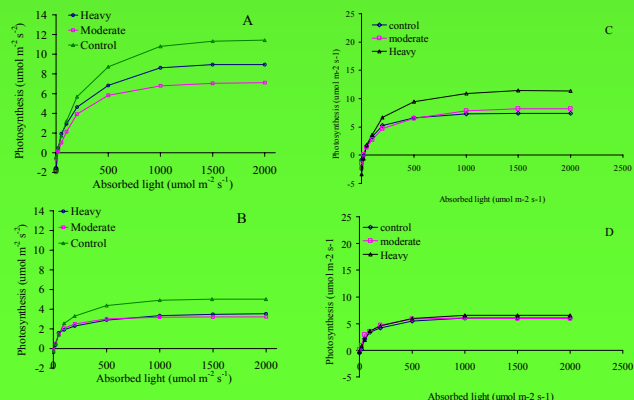 A
Heavy
Moderate
Control
Photosynthesis (umol m⁻² s⁻²)
14
12
10
8
6
4
2
0
-2
0 500 1000 1500 2000
Absorbed light (umol m⁻² s⁻¹)
C
control
moderate
Heavy
Photosynthesis (umol m-2 s-1)
25
20
15
10
5
0
-5
500 1000 1500 2000 2500
Absorbed light (umol m-2 s-1)
B
Heavy
Moderate
Control
Photosynthesis (umol m⁻² s⁻²)
14
12
10
8
6
4
2
0
-2
0 500 1000 1500 2000
Absorbed light (umol m⁻² s⁻¹)
D
control
moderate
Heavy
Photosynthesis (umol m-2 s-1
25
20
15
10
5
0
-5
0 500 1000 1500 2000 2500
Absorbed light (umol m-2 s-1)